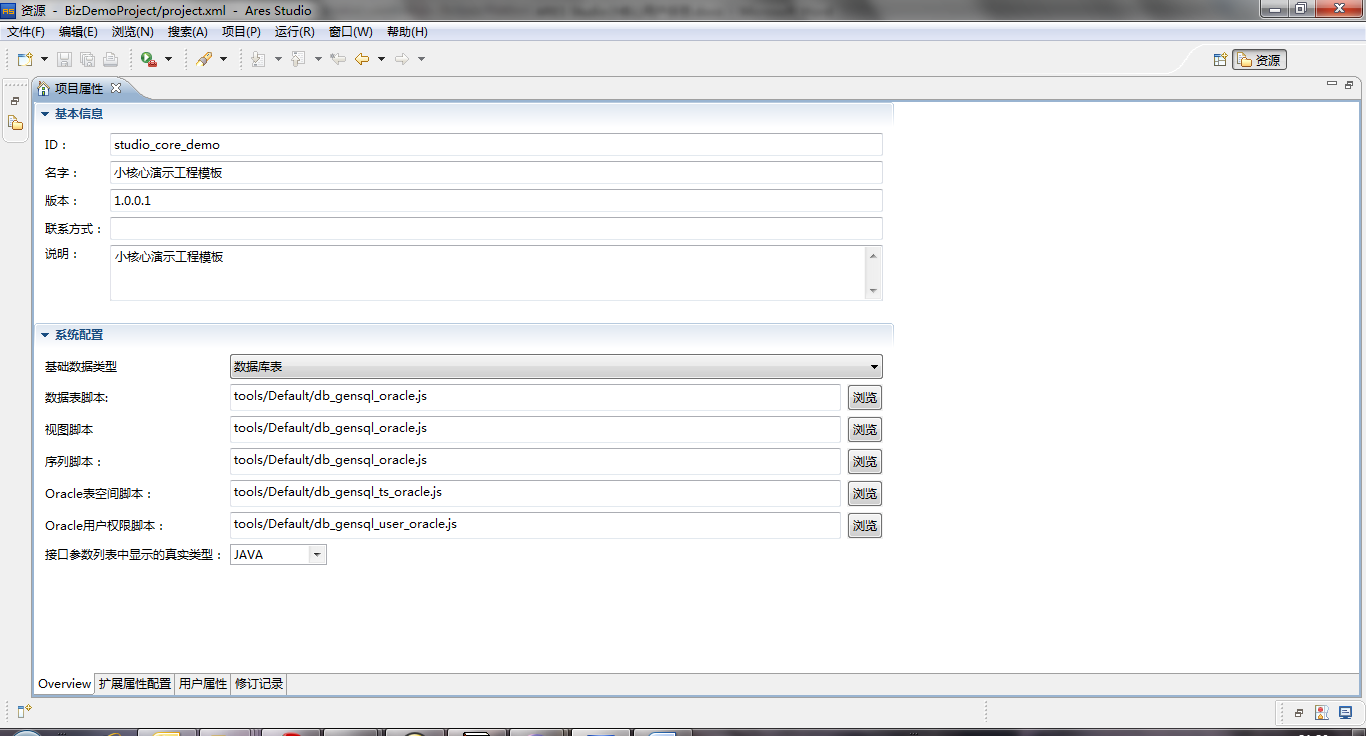 资源 - BizDemoProject/project.xml - Ares Studio
文件(F) 编辑(E) 浏览(N) 搜索(A) 项目(P) 运行(R) 窗口(W) 帮助(H)
资源
项目属性
基本信息
ID： studio_core_demo
名字： 小核心演示工程模板
版本： 1.0.0.1
联系方式：
说明： 小核心演示工程模板
系统配置
基础数据类型 数据库表
数据表脚本: tools/Default/db_gensql_oracle.js 浏览
视图脚本 tools/Default/db_gensql_oracle.js 浏览
序列脚本： tools/Default/db_gensql_oracle.js 浏览
Oracle表空间脚本： tools/Default/db_gensql_ts_oracle.js 浏览
Oracle用户权限脚本： tools/Default/db_gensql_user_oracle.js 浏览
接口参数列表中显示的真实类型： JAVA
Overview 扩展属性配置 用户属性 修订记录